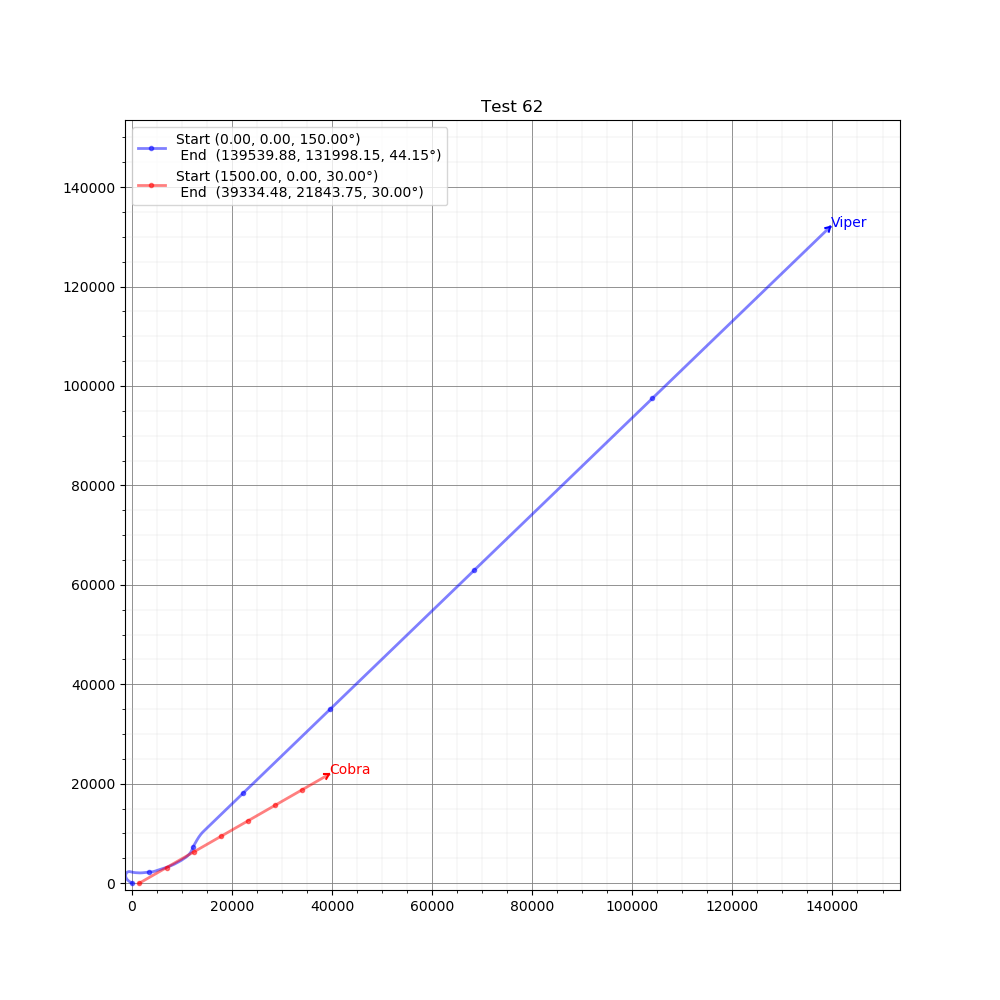 Test 62
Start (0.00, 0.00, 150.00°)
End (139539.88, 131998.15, 44.15°)
Start (1500.00, 0.00, 30.00°)
End (39334.48, 21843.75, 30.00°)
140000
120000
100000
80000
60000
40000
20000
0
Viper
Cobra
0 20000 40000 60000 80000 100000 120000 140000